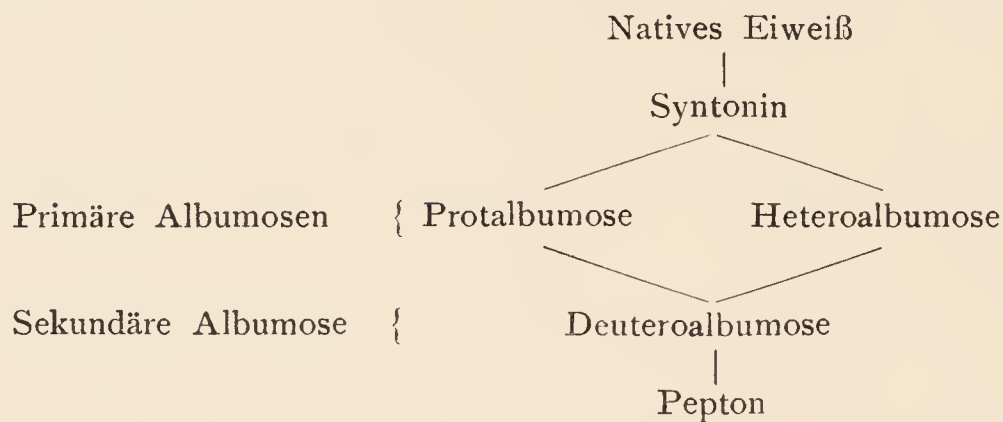 Natives Eiweiß
Syntonin
Primäre Albumosen { Protalbumose Heteroalbumose
Sekundäre Albumose { Deuteroalbumose
Pepton